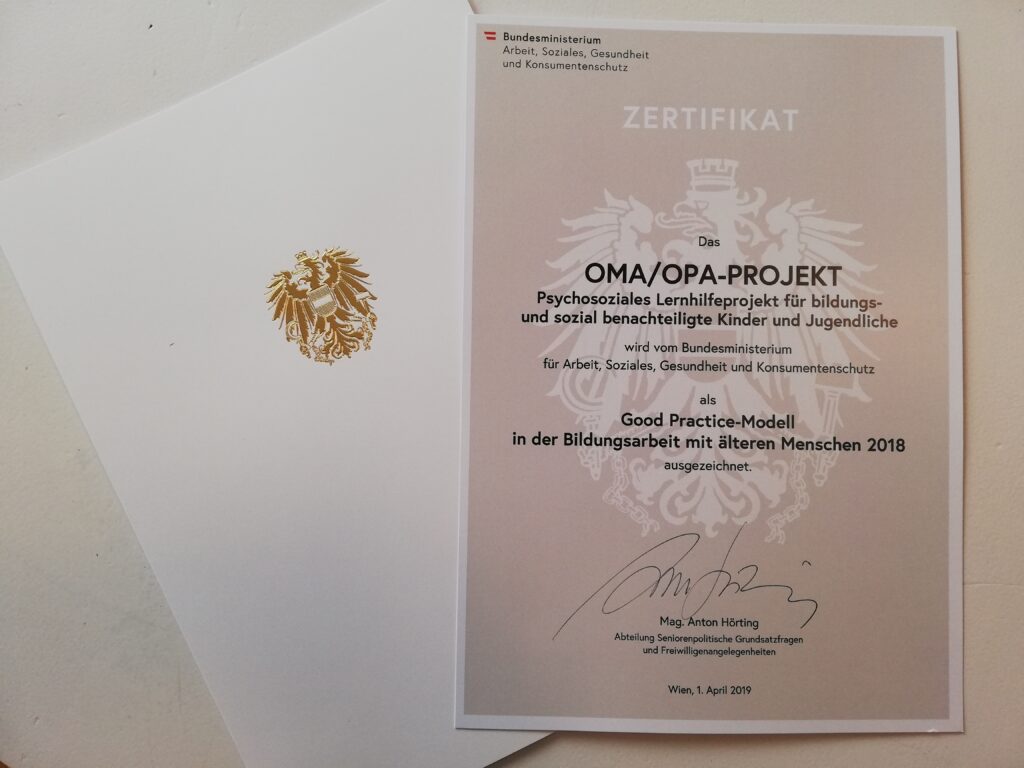 Bundesministerium
Arbeit, Soziales, Gesundheit
und Konsumentenschutz
ZERTIFIKAT
Das
OMA/OPA-PROJEKT
Psychosoziales Lernhilfeprojekt für bildungs-
und sozial benachteiligte Kinder und Jugendliche
wird vom Bundesministerium
für Arbeit, Soziales, Gesundheit und Konsumentenschutz
als
Good Practice-Modell
in der Bildungsarbeit mit älteren Menschen 2018
ausgezeichnet.
Mag. Anton Hörting
Abteilung Seniorenpolitische Grundsatzfragen
und Freiwilligenangelegenheiten
Wien, 1. April 2019